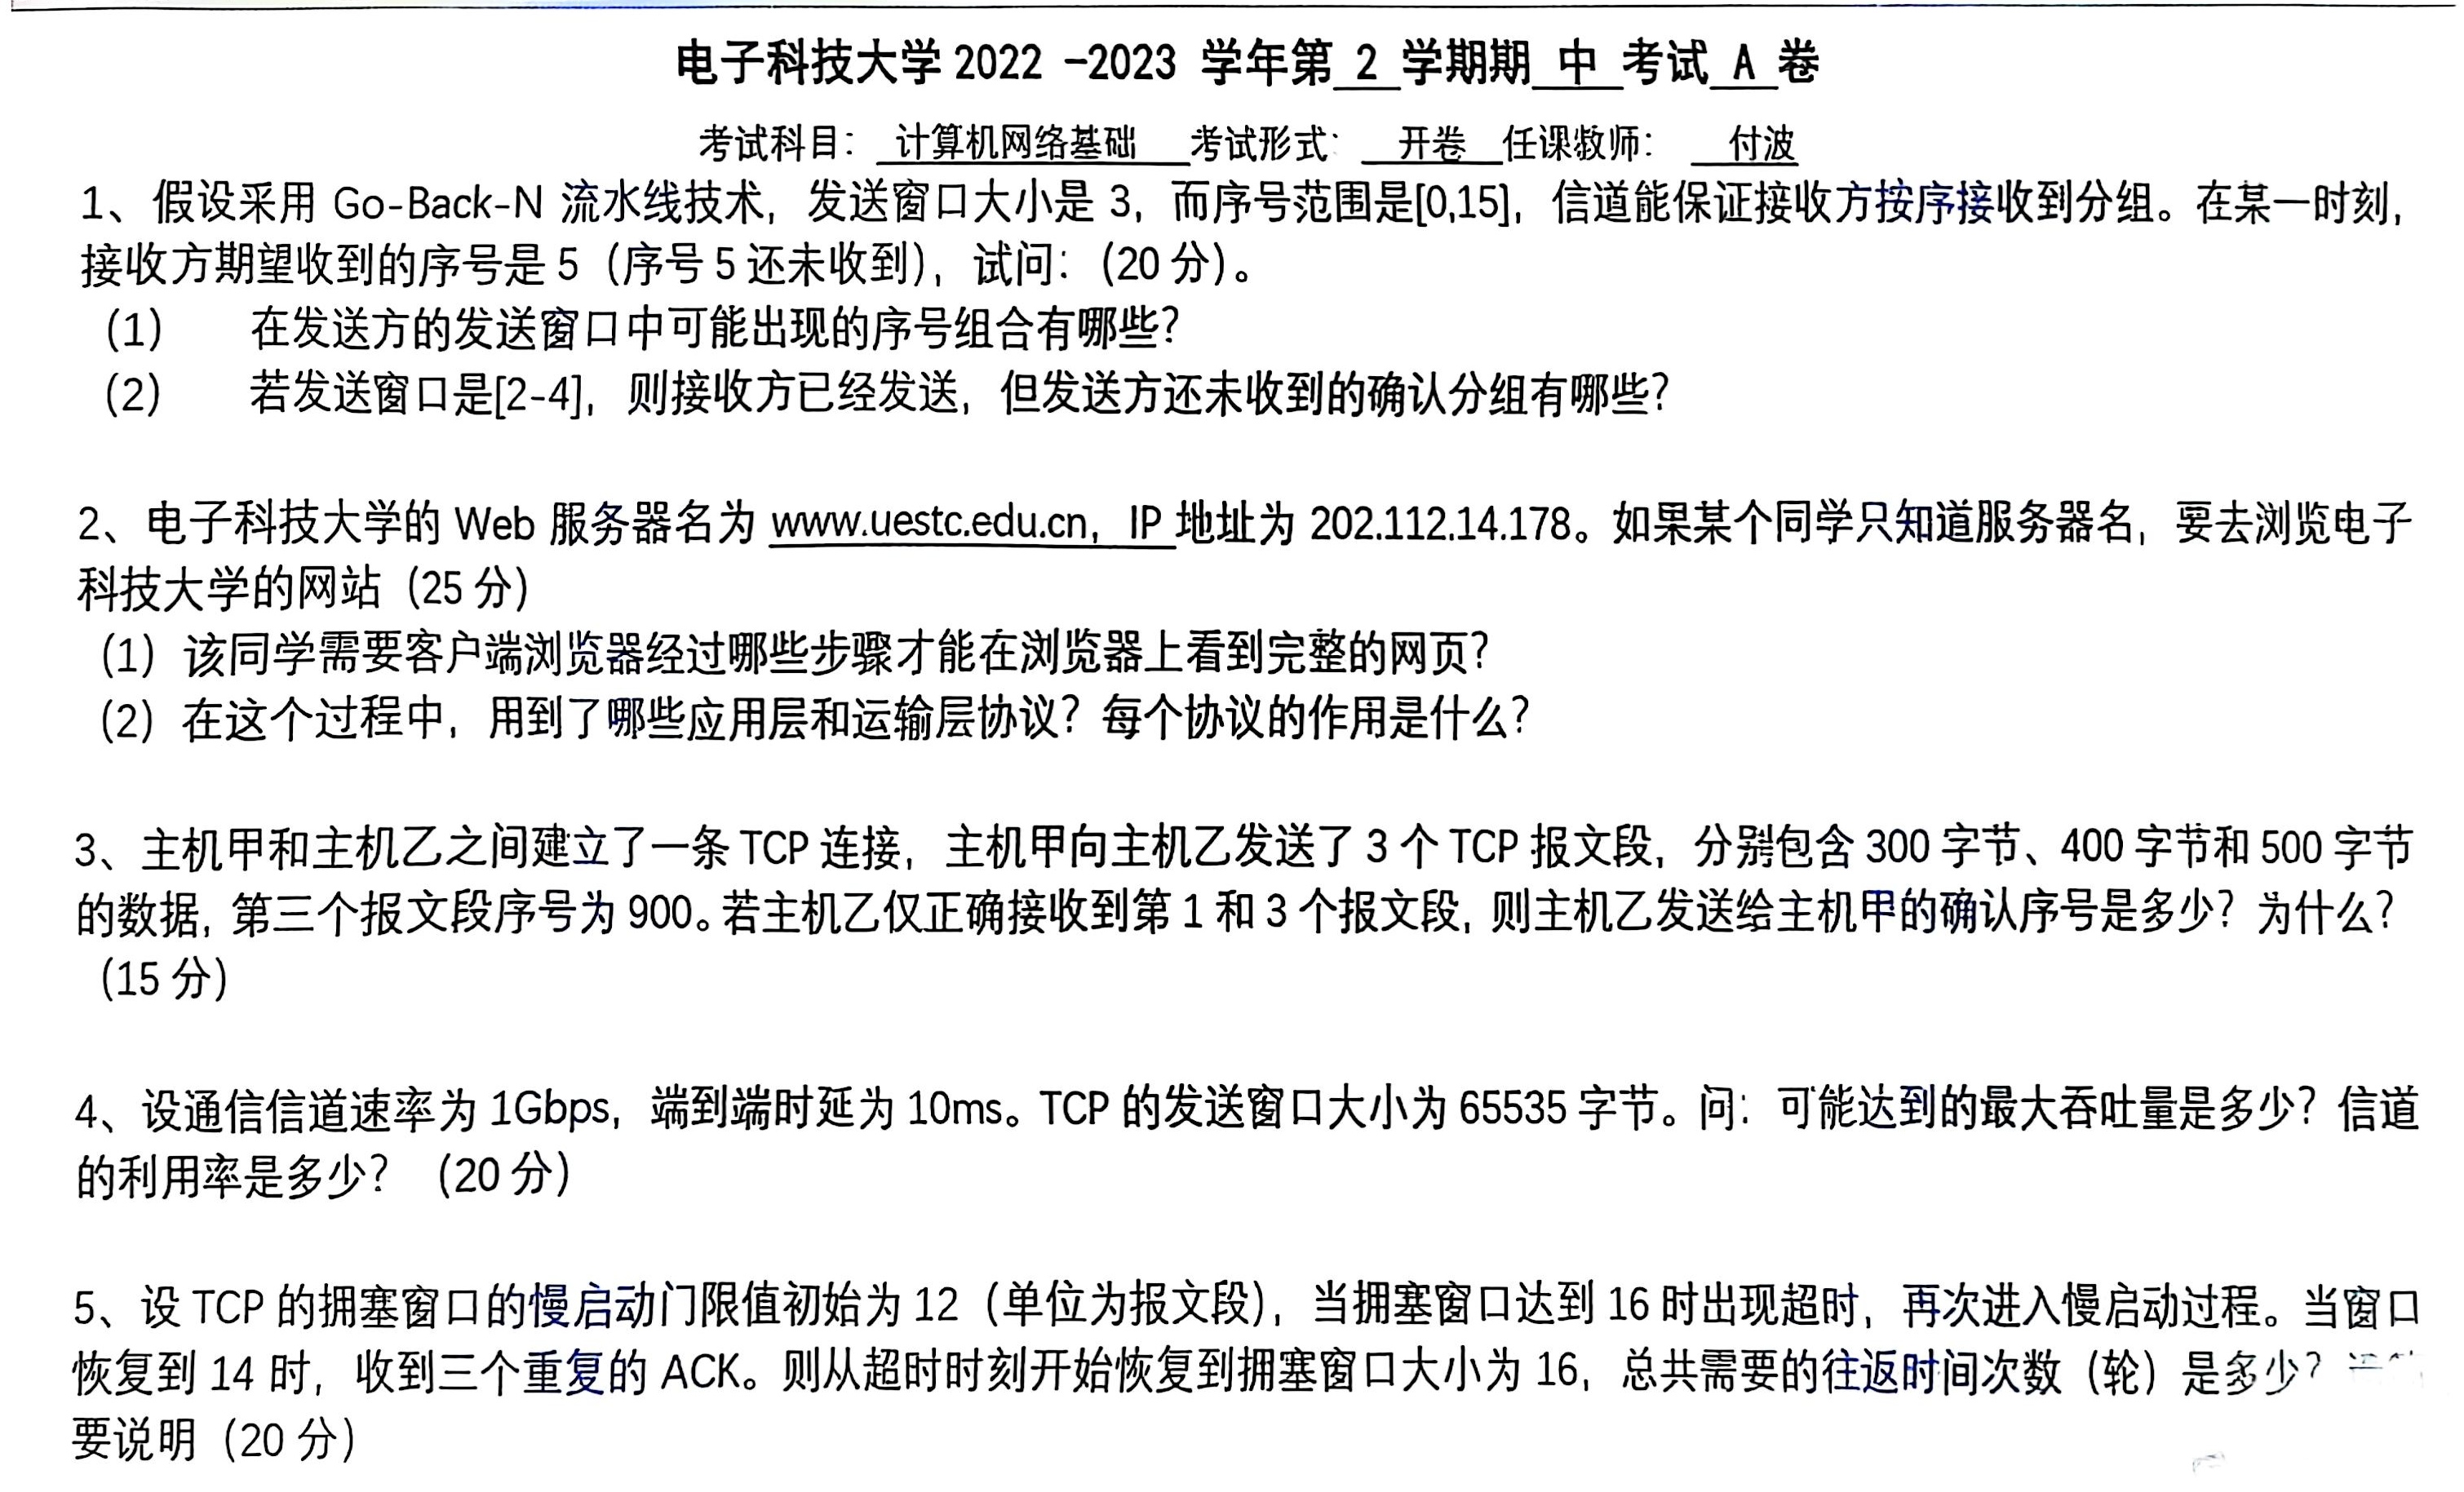 电子科技大学 2022 -2023 学年第 2 学期期 中 考试 A 卷
考试科目： 计算机网络基础 考试形式： 开卷 任课教师： 付波
1、假设采用 Go-Back-N 流水线技术，发送窗口大小是 3，而序号范围是[0,15]，信道能保证接收方按序接收到分组。在某一时刻，
接收方期望收到的序号是 5（序号 5 还未收到），试问：（20 分）。
(1) 在发送方的发送窗口中可能出现的序号组合有哪些？
(2) 若发送窗口是[2-4]，则接收方已经发送，但发送方还未收到的确认分组有哪些？
2、电子科技大学的 Web 服务器名为 www.uestc.edu.cn，IP 地址为 202.112.14.178。如果某个同学只知道服务器名，要去浏览电子
科技大学的网站（25 分）
(1) 该同学需要客户端浏览器经过哪些步骤才能在浏览器上看到完整的网页？
(2) 在这个过程中，用到了哪些应用层和运输层协议？每个协议的作用是什么？
3、主机甲和主机乙之间建立了一条 TCP 连接，主机甲向主机乙发送了 3 个 TCP 报文段，分别包含 300 字节、400 字节和 500 字节
的数据，第三个报文段序号为 900。若主机乙仅正确接收到第 1 和 3 个报文段，则主机乙发送给主机甲的确认序号是多少？为什么？
（15 分）
4、设通信信道速率为 1Gbps，端到端时延为 10ms。TCP 的发送窗口大小为 65535 字节。问：可能达到的最大吞吐量是多少？信道
的利用率是多少？（20 分）
5、设 TCP 的拥塞窗口的慢启动门限值初始为 12（单位为报文段），当拥塞窗口达到 16 时出现超时，再次进入慢启动过程。当窗口
恢复到 14 时，收到三个重复的 ACK。则从超时时刻开始恢复到拥塞窗口大小为 16，总共需要的往返时间次数（轮）是多少？
要说明（20 分）